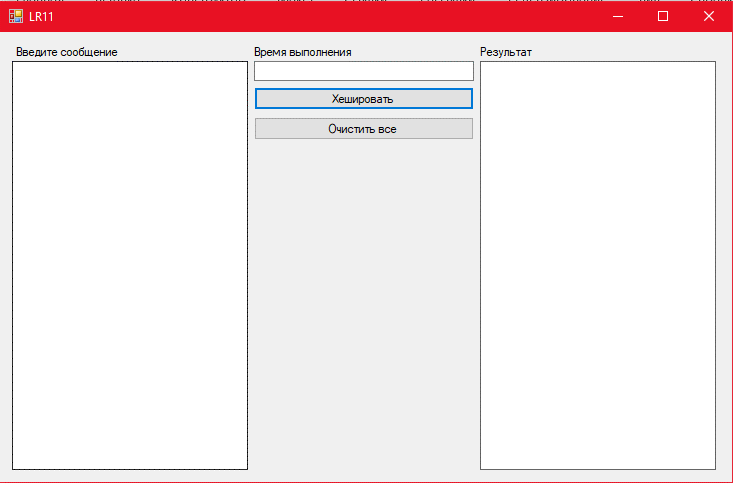 LR11
Введите сообщение
Время выполнения
Результат
Хешировать
Очистить все